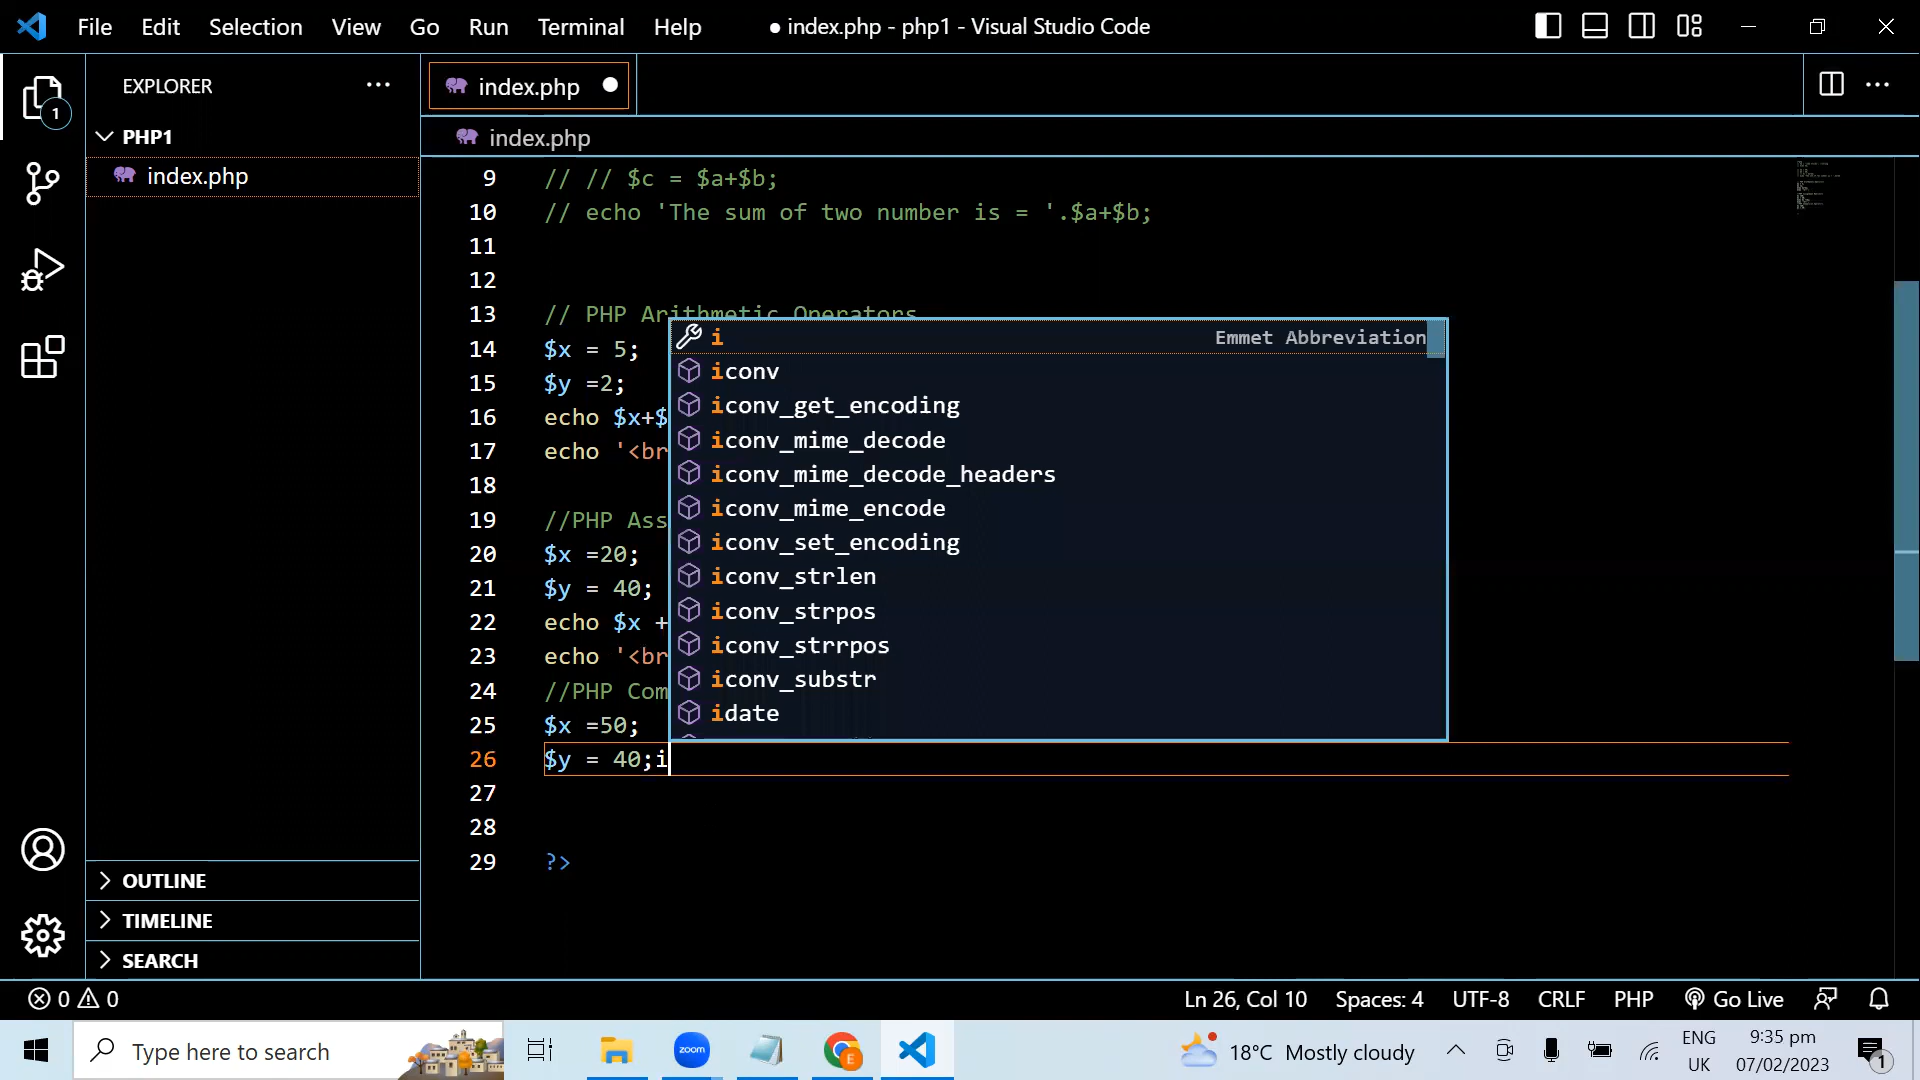 File Edit Selection View Go Run Terminal Help ● index.php - php1 - Visual Studio Code
EXPLORER ···
index.php ●
1
PHP1
index.php
index.php
9 // // $c = $a+$b;
10 // echo 'The sum of two number is = '.$a+$b;
11
12
13 // PHP Arithmetic Operators
14 $x = 5;
15 $y =2;
16 echo $x+$
17 echo '<br
18
19 //PHP Ass
20 $x =20;
21 $y = 40;
22 echo $x +
23 echo '<br
24 //PHP Com
25 $x =50;
26 $y = 40;i
27
28
29 ?>
i Emmet Abbreviation
iconv
iconv_get_encoding
iconv_mime_decode
iconv_mime_decode_headers
iconv_mime_encode
iconv_set_encoding
iconv_strlen
iconv_strpos
iconv_strrpos
iconv_substr
idate
OUTLINE
TIMELINE
SEARCH
0 0 Ln 26, Col 10 Spaces: 4 UTF-8 CRLF PHP Go Live
Type here to search
zoom
E
18°C Mostly cloudy
ENG
UK
9:35 pm
07/02/2023
1